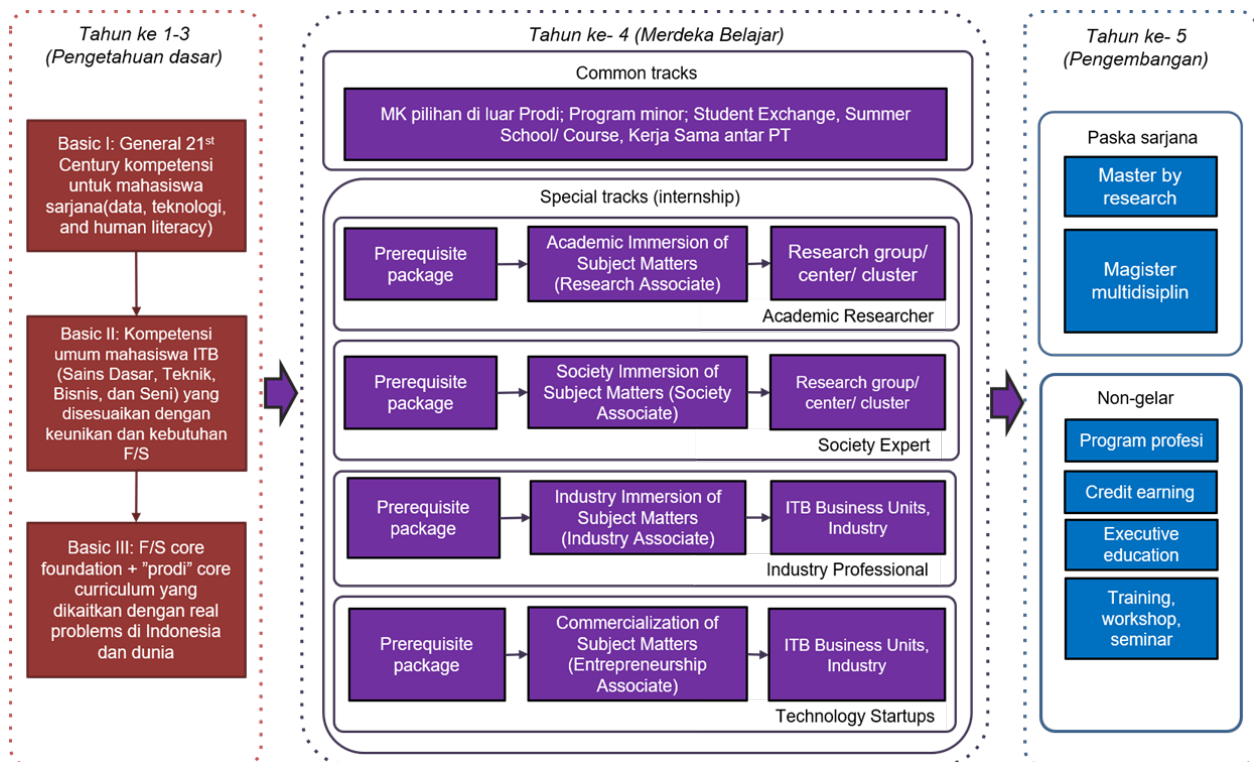 Tahun ke 1-3
(Pengetahuan dasar)
Basic I: General 21st
Century kompetensi
untuk mahasiswa
sarjana(data, teknologi,
and human literacy)
Basic II: Kompetensi
umum mahasiswa ITB
(Sains Dasar, Teknik,
Bisnis, dan Seni) yang
disesuaikan dengan
keunikan dan kebutuhan
F/S
Basic III: F/S core
foundation + ”prodi” core
curriculum yang
dikaitkan dengan real
problems di Indonesia
dan dunia
Tahun ke- 4 (Merdeka Belajar)
Common tracks
MK pilihan di luar Prodi; Program minor; Student Exchange, Summer
School/ Course, Kerja Sama antar PT
Special tracks (internship)
Prerequisite
package
Academic Immersion of
Subject Matters
(Research Associate)
Research group/
center/ cluster
Academic Researcher
Prerequisite
package
Society Immersion of
Subject Matters (Society
Associate)
Research group/
center/ cluster
Society Expert
Prerequisite
package
Industry Immersion of
Subject Matters
(Industry Associate)
ITB Business Units,
Industry
Industry Professional
Prerequisite
package
Commercialization of
Subject Matters
(Entrepreneurship
Associate)
ITB Business Units,
Industry
Technology Startups
Tahun ke- 5
(Pengembangan)
Paska sarjana
Master by
research
Magister
multidisiplin
Non-gelar
Program profesi
Credit earning
Executive
education
Training,
workshop,
seminar